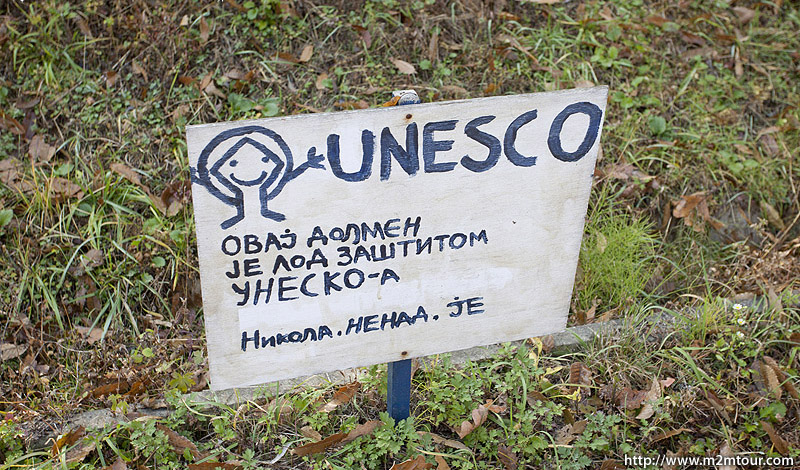 UNESCO
ОВАЈ ДОЛМЕН
ЈЕ ПОД ЗАШТИТОМ
УНЕСКО-А
НИКОЛА. НЕНАД. ЈЕ
http://www.m2mtour.com